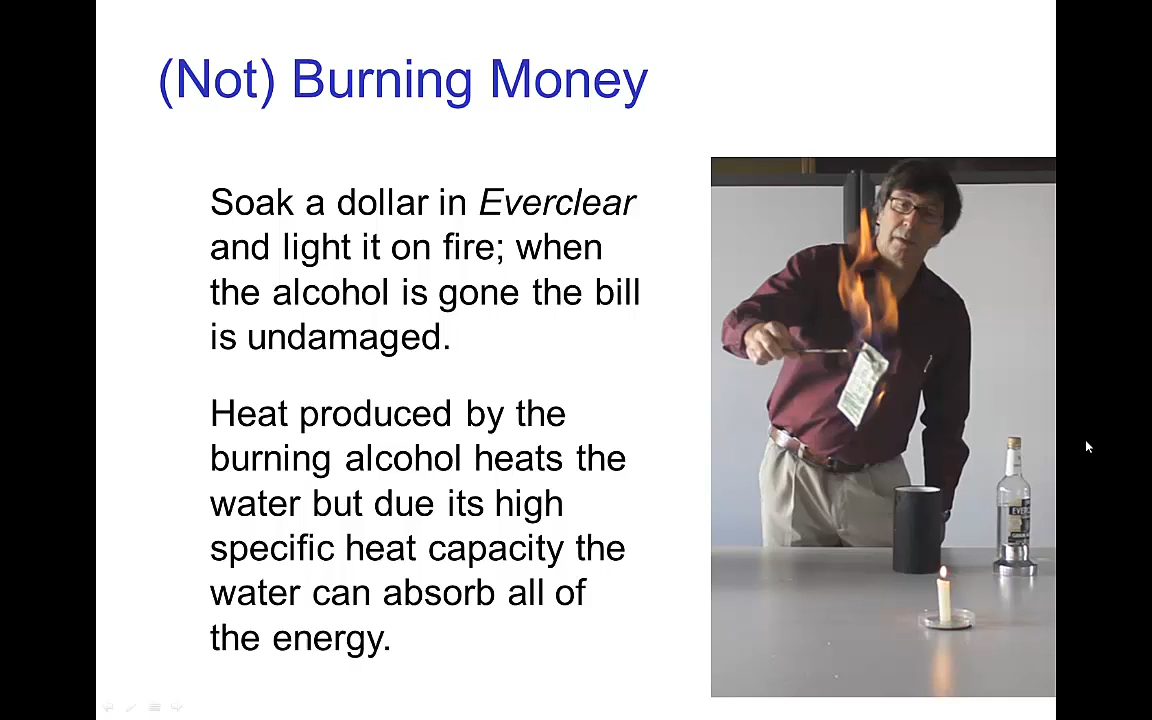 (Not) Burning Money
Soak a dollar in Everclear
and light it on fire; when
the alcohol is gone the bill
is undamaged.
Heat produced by the
burning alcohol heats the
water but due its high
specific heat capacity the
water can absorb all of
the energy.